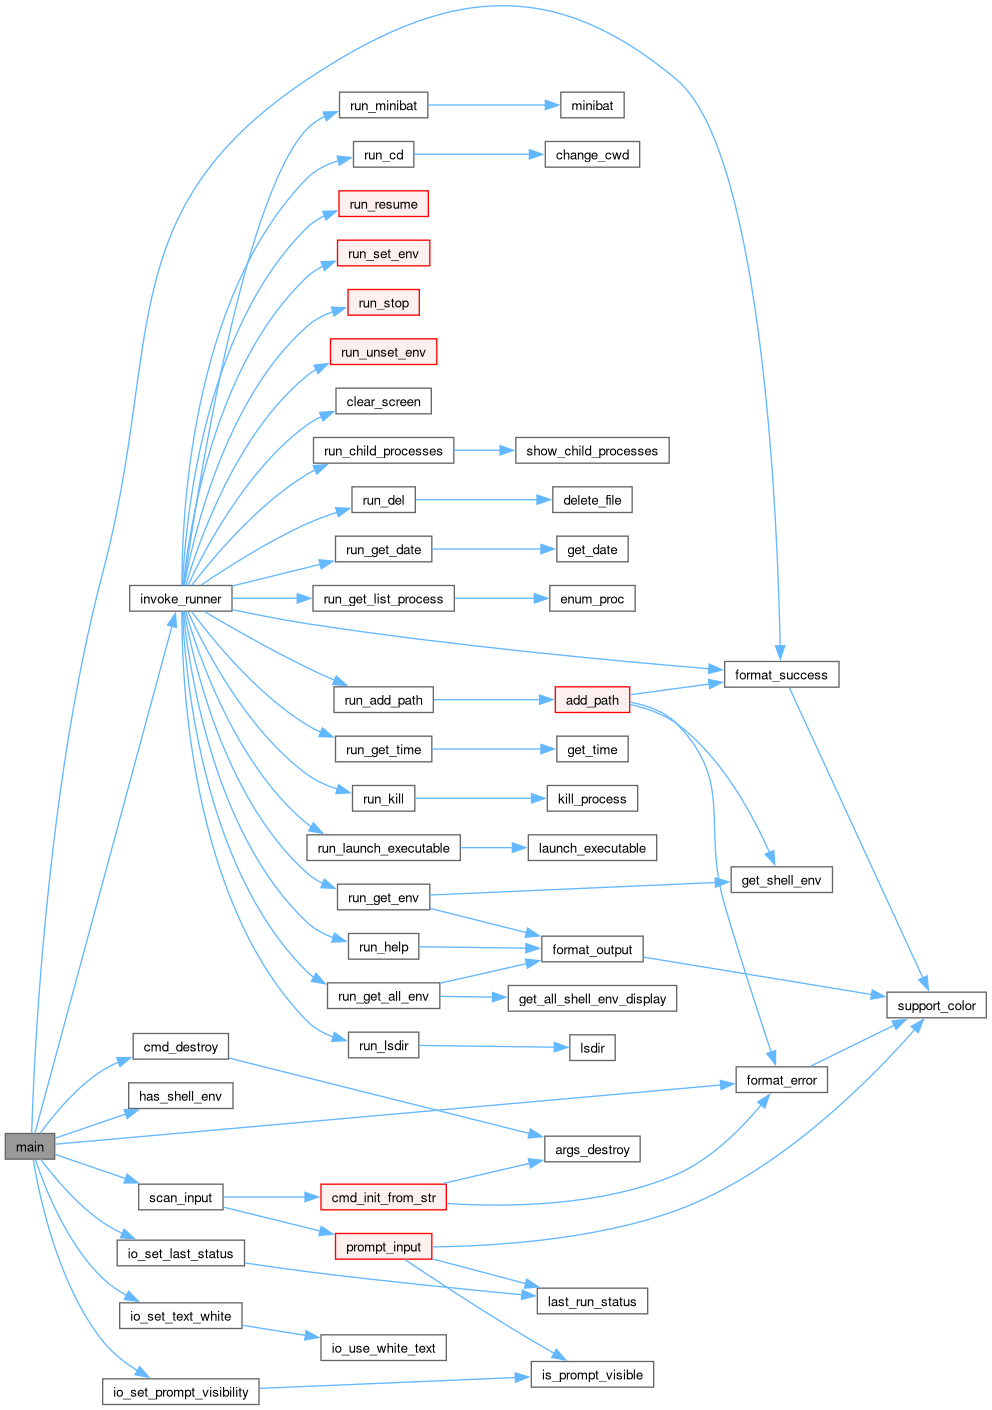 run_minibat
minibat
run_cd
change_cwd
run_resume
run_set_env
run_stop
run_unset_env
clear_screen
run_child_processes
show_child_processes
run_del
delete_file
run_get_date
get_date
invoke_runner
run_get_list_process
enum_proc
format_success
run_add_path
add_path
run_get_time
get_time
run_kill
kill_process
run_launch_executable
launch_executable
get_shell_env
run_get_env
run_help
format_output
run_get_all_env
get_all_shell_env_display
support_color
cmd_destroy
run_lsdir
lsdir
format_error
has_shell_env
main
args_destroy
scan_input
cmd_init_from_str
io_set_last_status
prompt_input
last_run_status
io_set_text_white
io_use_white_text
is_prompt_visible
io_set_prompt_visibility